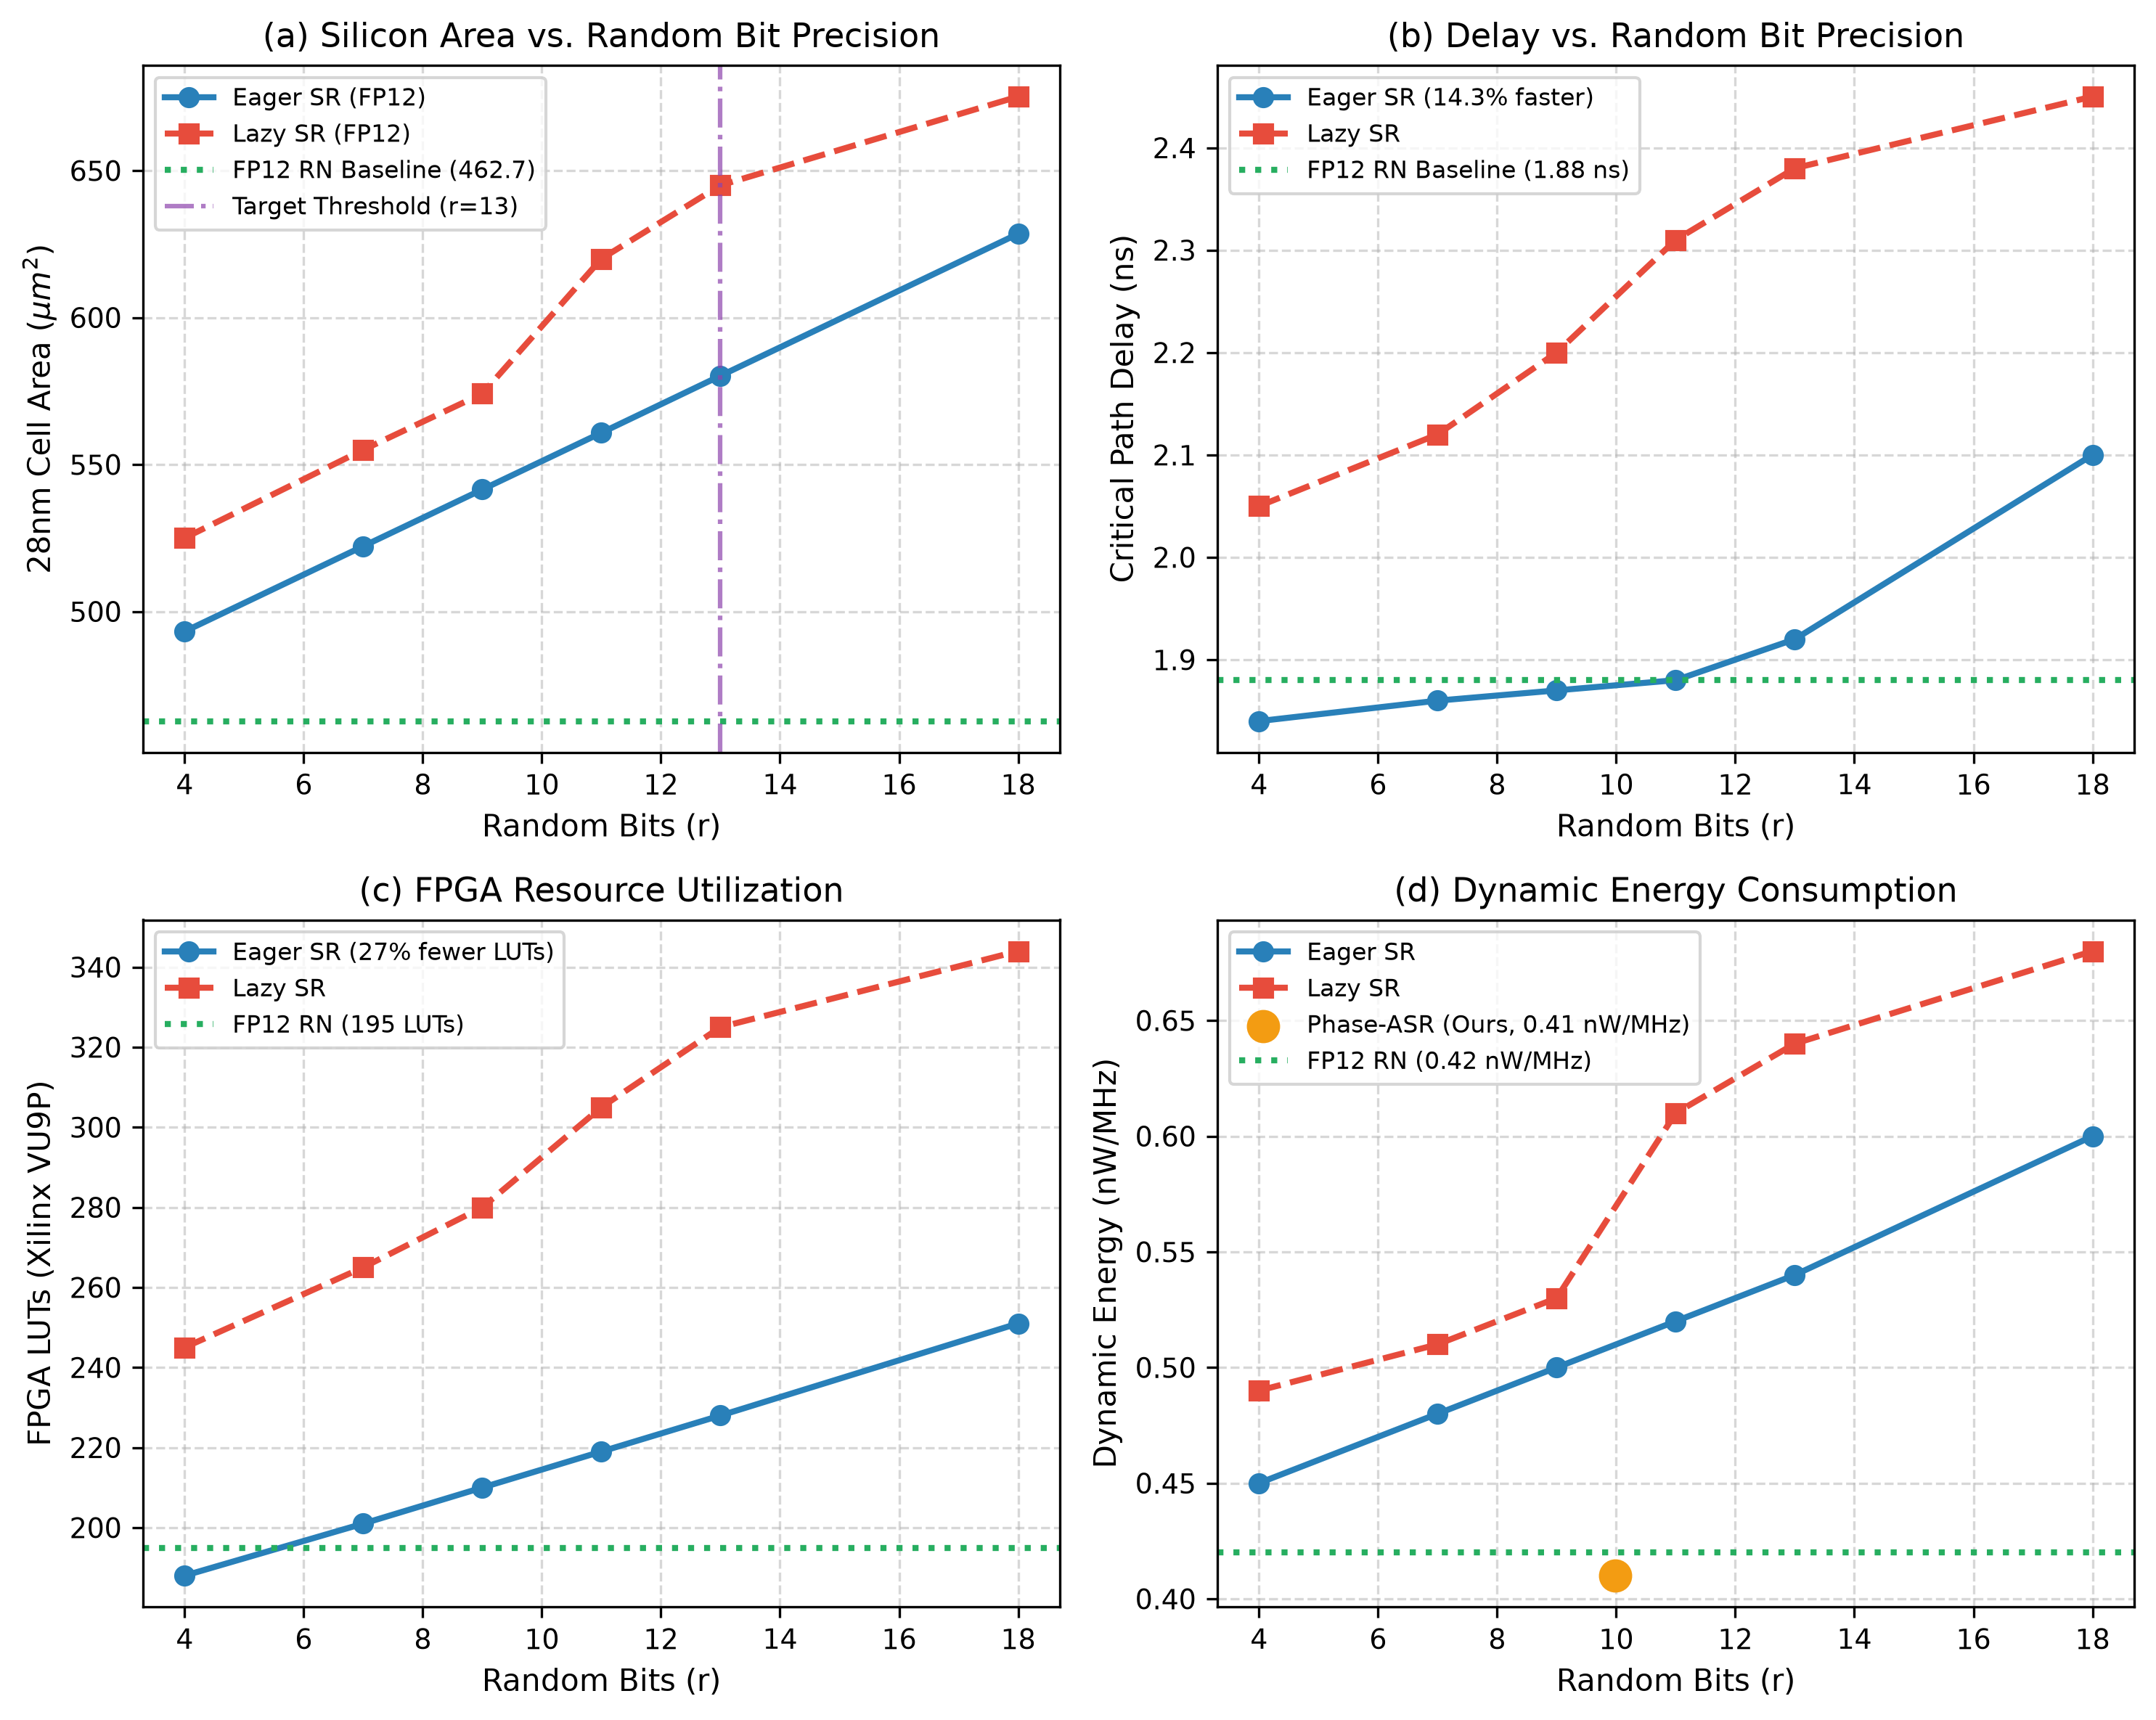 (a) Silicon Area vs. Random Bit Precision
Eager SR (FP12)
Lazy SR (FP12)
FP12 RN Baseline (462.7)
Target Threshold (r=13)
28nm Cell Area (μm²)
650
600
550
500
4 6 8 10 12 14 16 18
Random Bits (r)
(b) Delay vs. Random Bit Precision
Eager SR (14.3% faster)
Lazy SR
FP12 RN Baseline (1.88 ns)
Critical Path Delay (ns)
2.4
2.3
2.2
2.1
2.0
1.9
4 6 8 10 12 14 16 18
Random Bits (r)
(c) FPGA Resource Utilization
Eager SR (27% fewer LUTs)
Lazy SR
FP12 RN (195 LUTs)
FPGA LUTs (Xilinx VU9P)
340
320
300
280
260
240
220
200
4 6 8 10 12 14 16 18
Random Bits (r)
(d) Dynamic Energy Consumption
Eager SR
Lazy SR
Phase-ASR (Ours, 0.41 nW/MHz)
FP12 RN (0.42 nW/MHz)
Dynamic Energy (nW/MHz)
0.65
0.60
0.55
0.50
0.45
0.40
4 6 8 10 12 14 16 18
Random Bits (r)